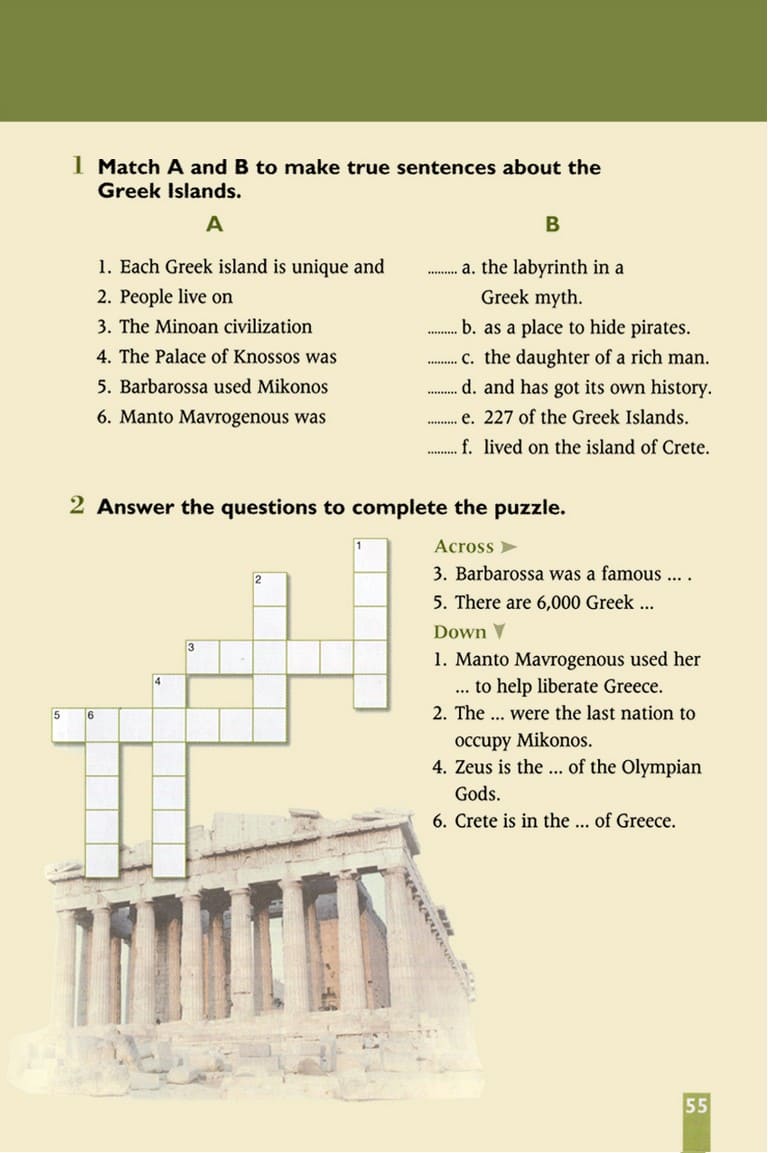 1 Match A and B to make true sentences about the
Greek Islands.
A
B
1. Each Greek island is unique and
2. People live on
3. The Minoan civilization
4. The Palace of Knossos was
5. Barbarossa used Mikonos
6. Manto Mavrogenous was
......... a. the labyrinth in a
Greek myth.
......... b. as a place to hide pirates.
......... c. the daughter of a rich man.
......... d. and has got its own history.
......... e. 227 of the Greek Islands.
......... f. lived on the island of Crete.
2 Answer the questions to complete the puzzle.
1
2
3
4
5 6
Across ➤
3. Barbarossa was a famous ... .
5. There are 6,000 Greek ...
Down
1. Manto Mavrogenous used her
... to help liberate Greece.
2. The ... were the last nation to
occupy Mikonos.
4. Zeus is the ... of the Olympian
Gods.
6. Crete is in the ... of Greece.
55